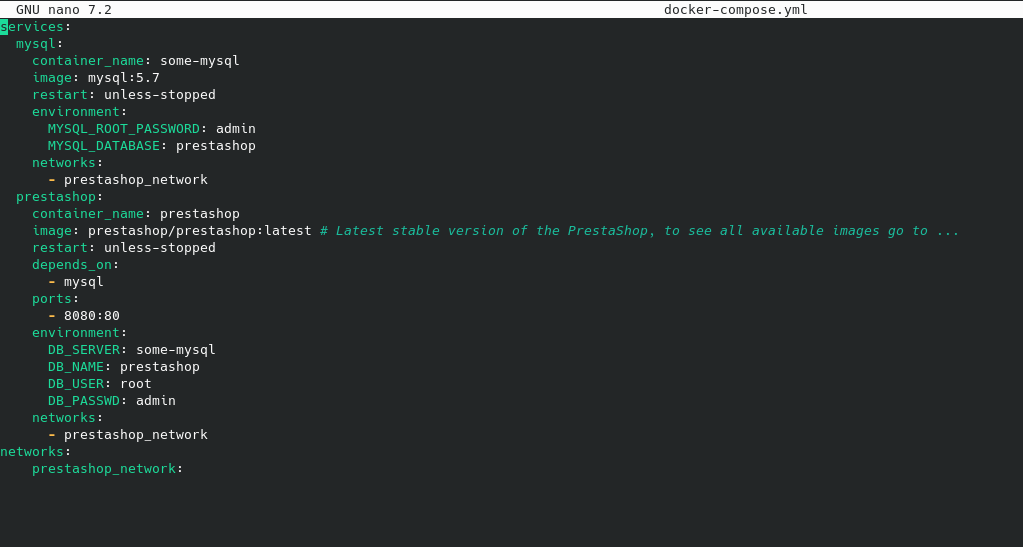 GNU nano 7.2 docker-compose.yml
services:
  mysql:
    container_name: some-mysql
    image: mysql:5.7
    restart: unless-stopped
    environment:
      MYSQL_ROOT_PASSWORD: admin
      MYSQL_DATABASE: prestashop
    networks:
      - prestashop_network
  prestashop:
    container_name: prestashop
    image: prestashop/prestashop:latest # Latest stable version of the PrestaShop, to see all available images go to ...
    restart: unless-stopped
    depends_on:
      - mysql
    ports:
      - 8080:80
    environment:
      DB_SERVER: some-mysql
      DB_NAME: prestashop
      DB_USER: root
      DB_PASSWD: admin
    networks:
      - prestashop_network
networks:
    prestashop_network: